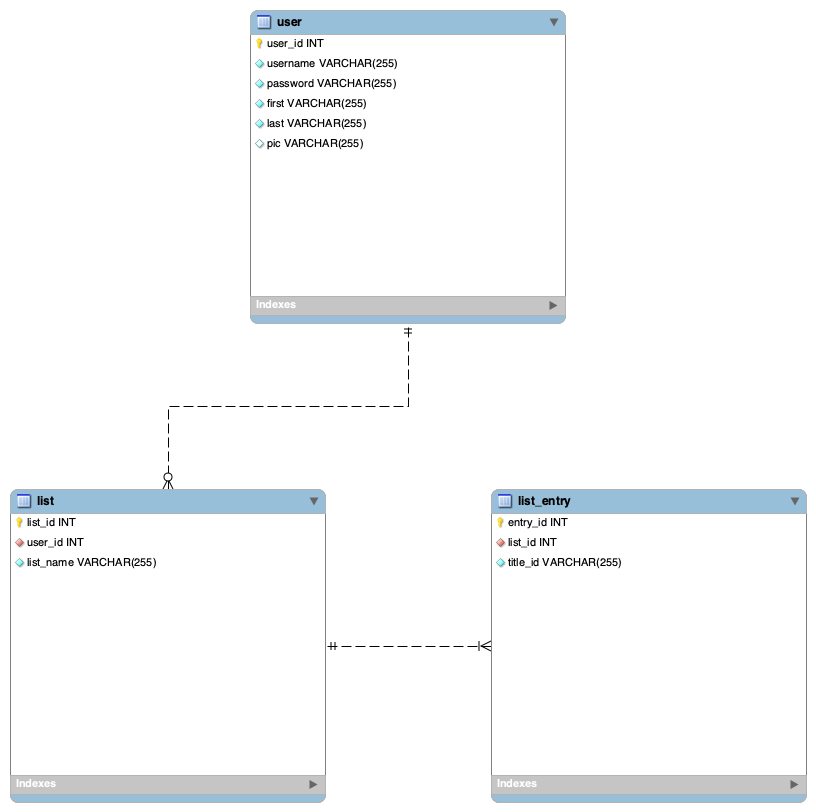 user
user_id INT
username VARCHAR(255)
password VARCHAR(255)
first VARCHAR(255)
last VARCHAR(255)
pic VARCHAR(255)
Indexes
list
list_id INT
user_id INT
list_name VARCHAR(255)
Indexes
list_entry
entry_id INT
list_id INT
title_id VARCHAR(255)
Indexes